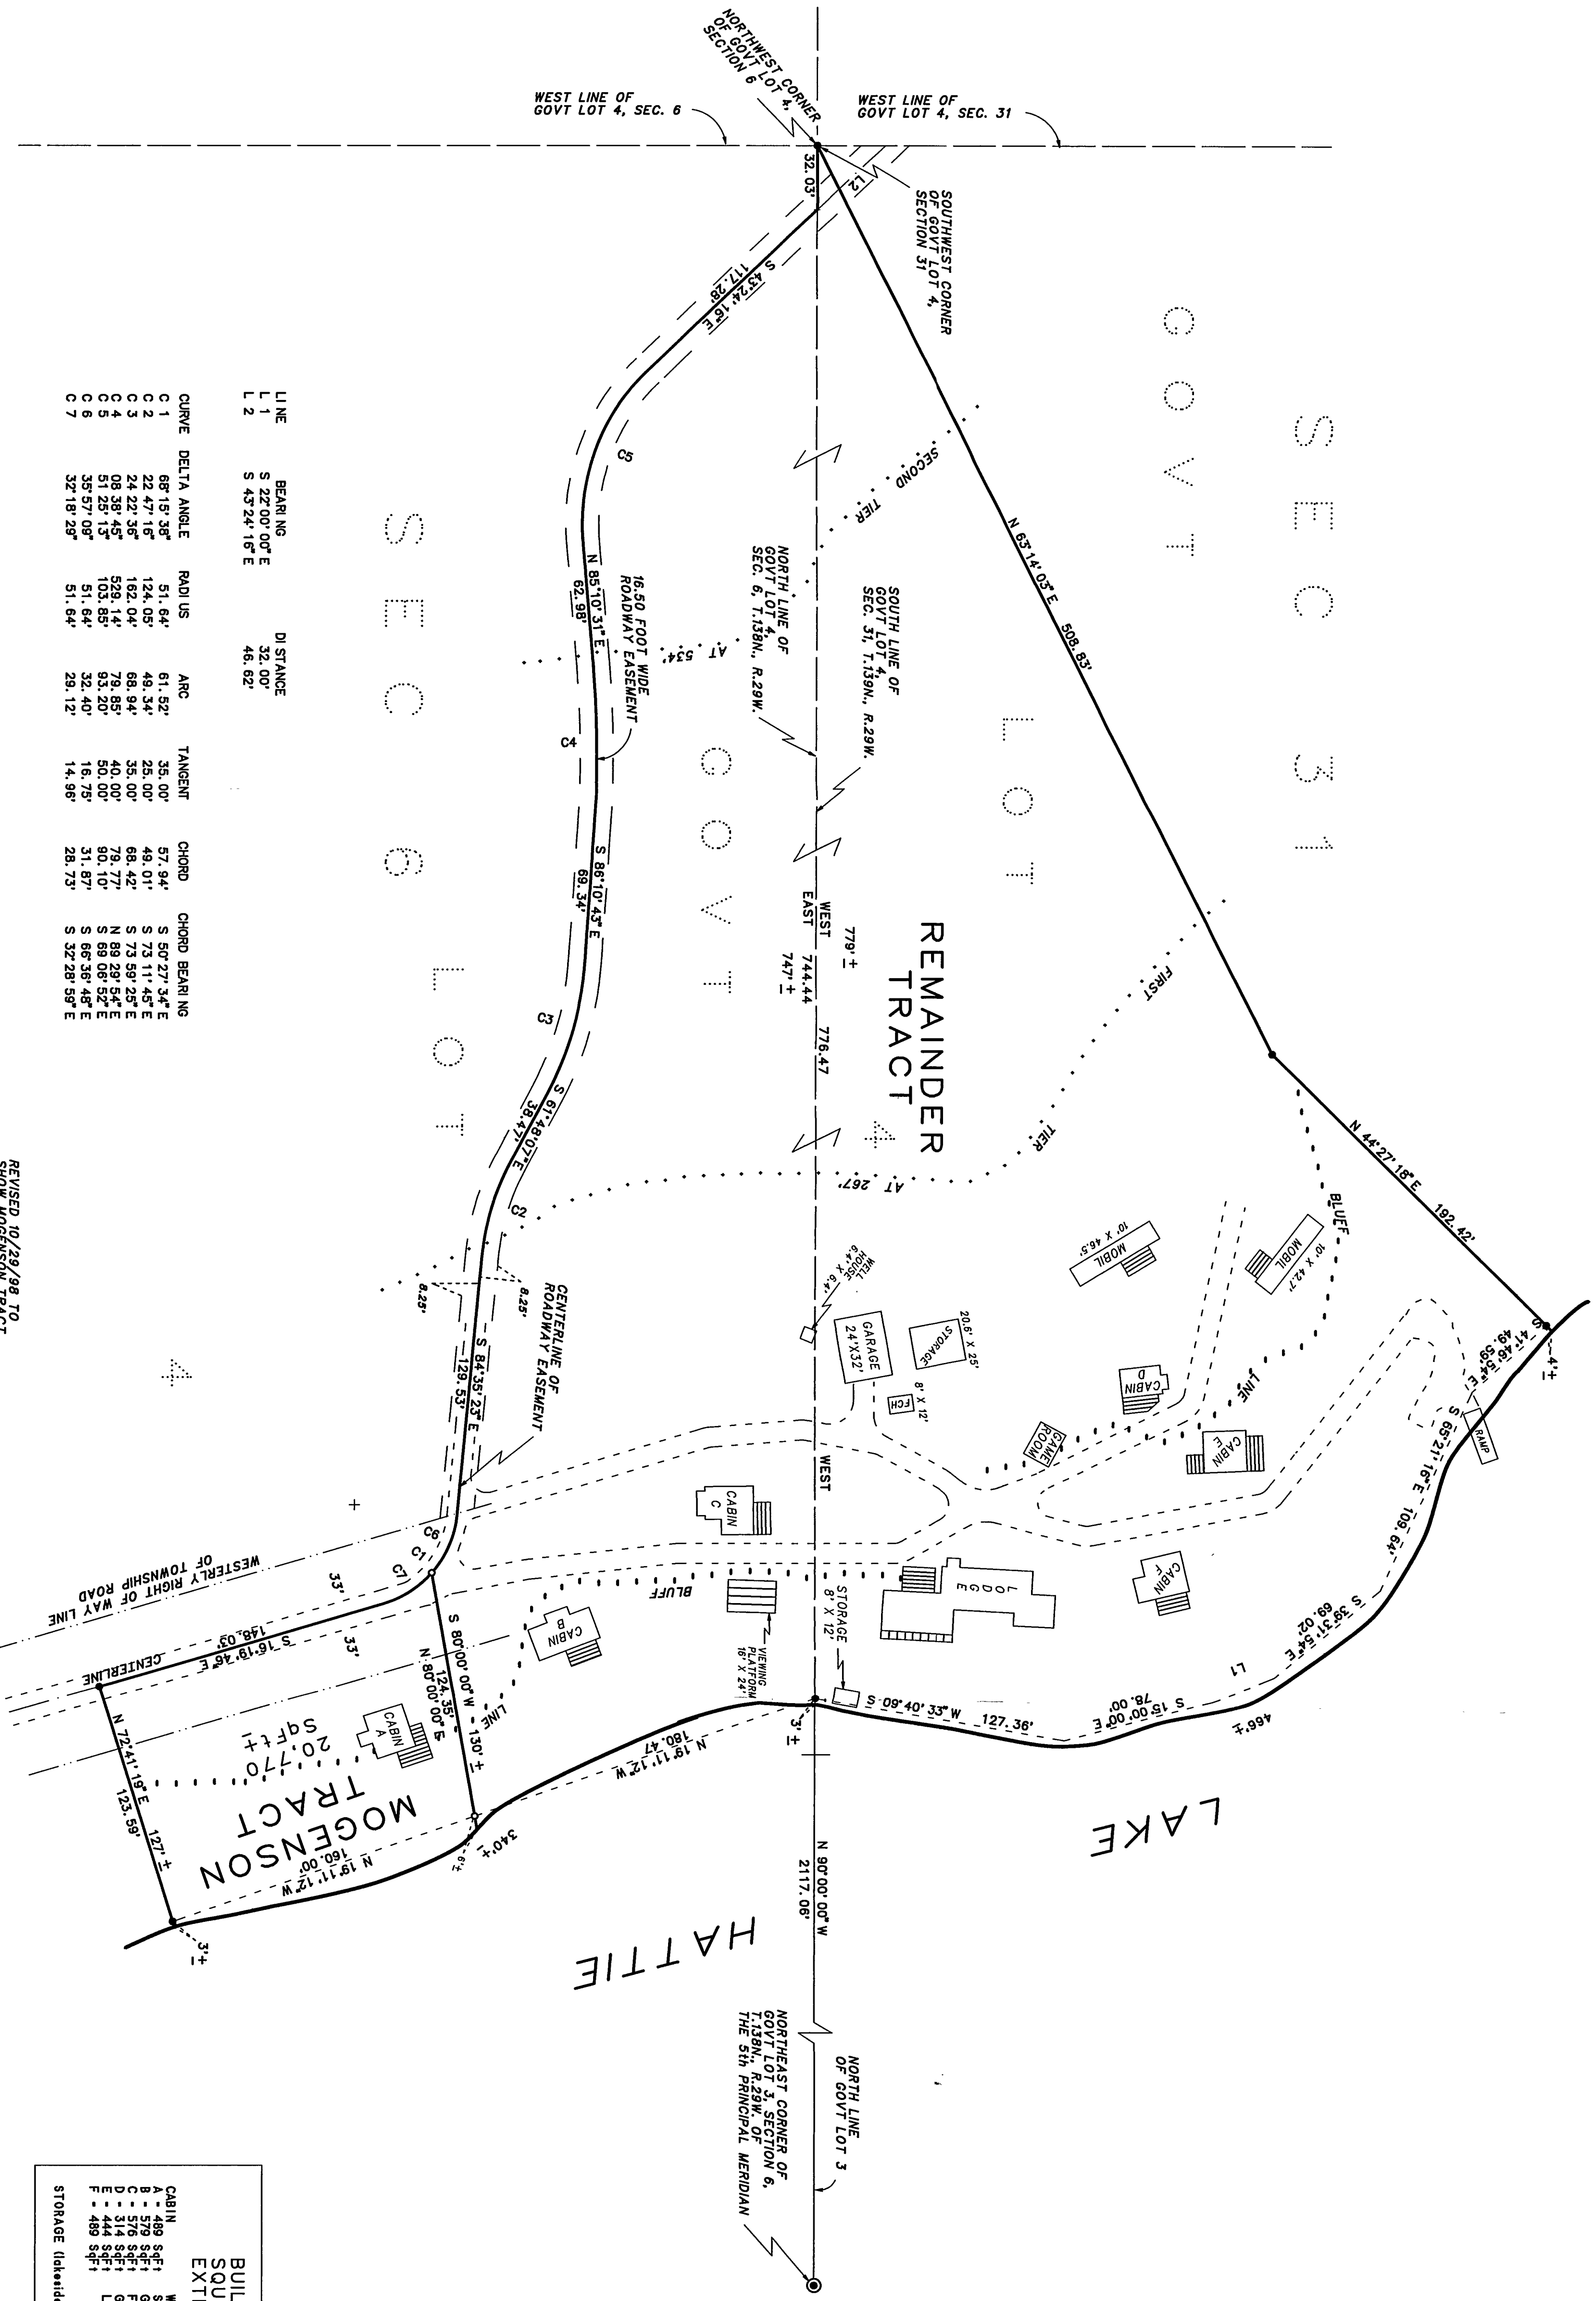 NORTHWEST CORNER
OF GOVT LOT 4,
SECTION 6
WEST LINE OF
GOVT LOT 4, SEC. 6
WEST LINE OF
GOVT LOT 4, SEC. 31
32.03'
L2
SOUTHWEST CORNER
OF GOVT LOT 4,
SECTION 31
S 43°24'16" E
117.28'
GOVT
SEC 31
LOT
4
N 63°14'03" E 508.83'
SECOND
TIER
AT 534'
C5
N 85°10'31" E
62.98'
16.50 FOOT WIDE
ROADWAY EASEMENT
NORTH LINE OF
GOVT LOT 4,
SEC. 6, T.138N., R.29W.
SOUTH LINE OF
GOVT LOT 4,
SEC. 31, T.139N., R.29W.
C4
SEC 6
GOVT
LOT
4
S 86°10'43" E
69.34'
WEST
EAST
779'±
744.44
747'±
776.47
REMAINDER
TRACT
FIRST
TIER
AT 267'
C3
S 61°48'07" E
38.47'
C2
8.25'
8.25'
CENTERLINE OF
ROADWAY EASEMENT
S 84°35'23" E
129.53'
N 44°27'18" E 192.42'
BLUFF
LINE
MOBIL
10' X 46.5'
MOBIL
10' X 42.7'
WELL
HOUSE
6.4' X 6.4'
GARAGE
24'X32'
STORAGE
20.6' X 25'
FCH
8' X 12'
CABIN
D
GAME
ROOM
CABIN
E
S 41°46'54" E
49.59'
4'±
RAMP
S 65°21'16" E 109.64'
WEST
CABIN
C
LODGE
CABIN
F
S 39°31'54" E
69.02'
L1
S 15°00'00" E
78.00'
466'±
S 09°40'33" W 127.36'
STORAGE
8' X 12'
VIEWING
PLATFORM
16' X 24'
BLUFF
LINE
CABIN
B
C6
C1
C7
WESTERLY RIGHT OF WAY LINE
OF TOWNSHIP ROAD
33'
33'
CENTERLINE
148.03'
S 16°19'46" E
S 80°00'00" W
124.35' - 130'±
N 80°00'00" E
CABIN
A
20,770
SqFt±
MOGENSON
TRACT
N 72°41'19" E
123.59' 127'±
N 19°11'12" W
160.00'
N 19°11'12" W
180.47
3'±
6'±
340'±
3'±
LAKE
HATTIE
N 90°00'00" W
2117.06'
NORTH LINE
OF GOVT LOT 3
NORTHEAST CORNER OF
GOVT LOT 3, SECTION 6,
T.138N., R.29W. OF
THE 5th PRINCIPAL MERIDIAN
LINE BEARING DISTANCE
L 1 S 22°00'00" E 32.00'
L 2 S 43°24'16" E 46.62'
CURVE DELTA ANGLE RADIUS ARC TANGENT CHORD CHORD BEARING
C 1 68°15'38" 51.64' 61.52' 35.00' 57.94' S 50°27'34" E
C 2 22°47'16" 124.05' 49.34' 25.00' 49.01' S 73°11'45" E
C 3 24°22'36" 162.04' 68.94' 35.00' 68.42' S 73°59'25" E
C 4 08°38'45" 529.14' 79.85' 40.00' 79.77' N 89°29'54" E
C 5 51°25'13" 103.85' 93.20' 50.00' 90.10' S 69°06'52" E
C 6 35°57'09" 51.64' 32.40' 16.75' 31.87' S 66°36'48" E
C 7 32°18'29" 51.64' 29.12' 14.96' 28.73' S 32°28'59" E
REVISED 10/29/98 TO
SHOW MOGENSON TRACT
BUIL
SQU
EXT
CABIN
A - 489 SqFt
B - 579 SqFt
C - 576 SqFt
D - 314 SqFt
E - 444 SqFt
F - 489 SqFt
STORAGE (lakeside